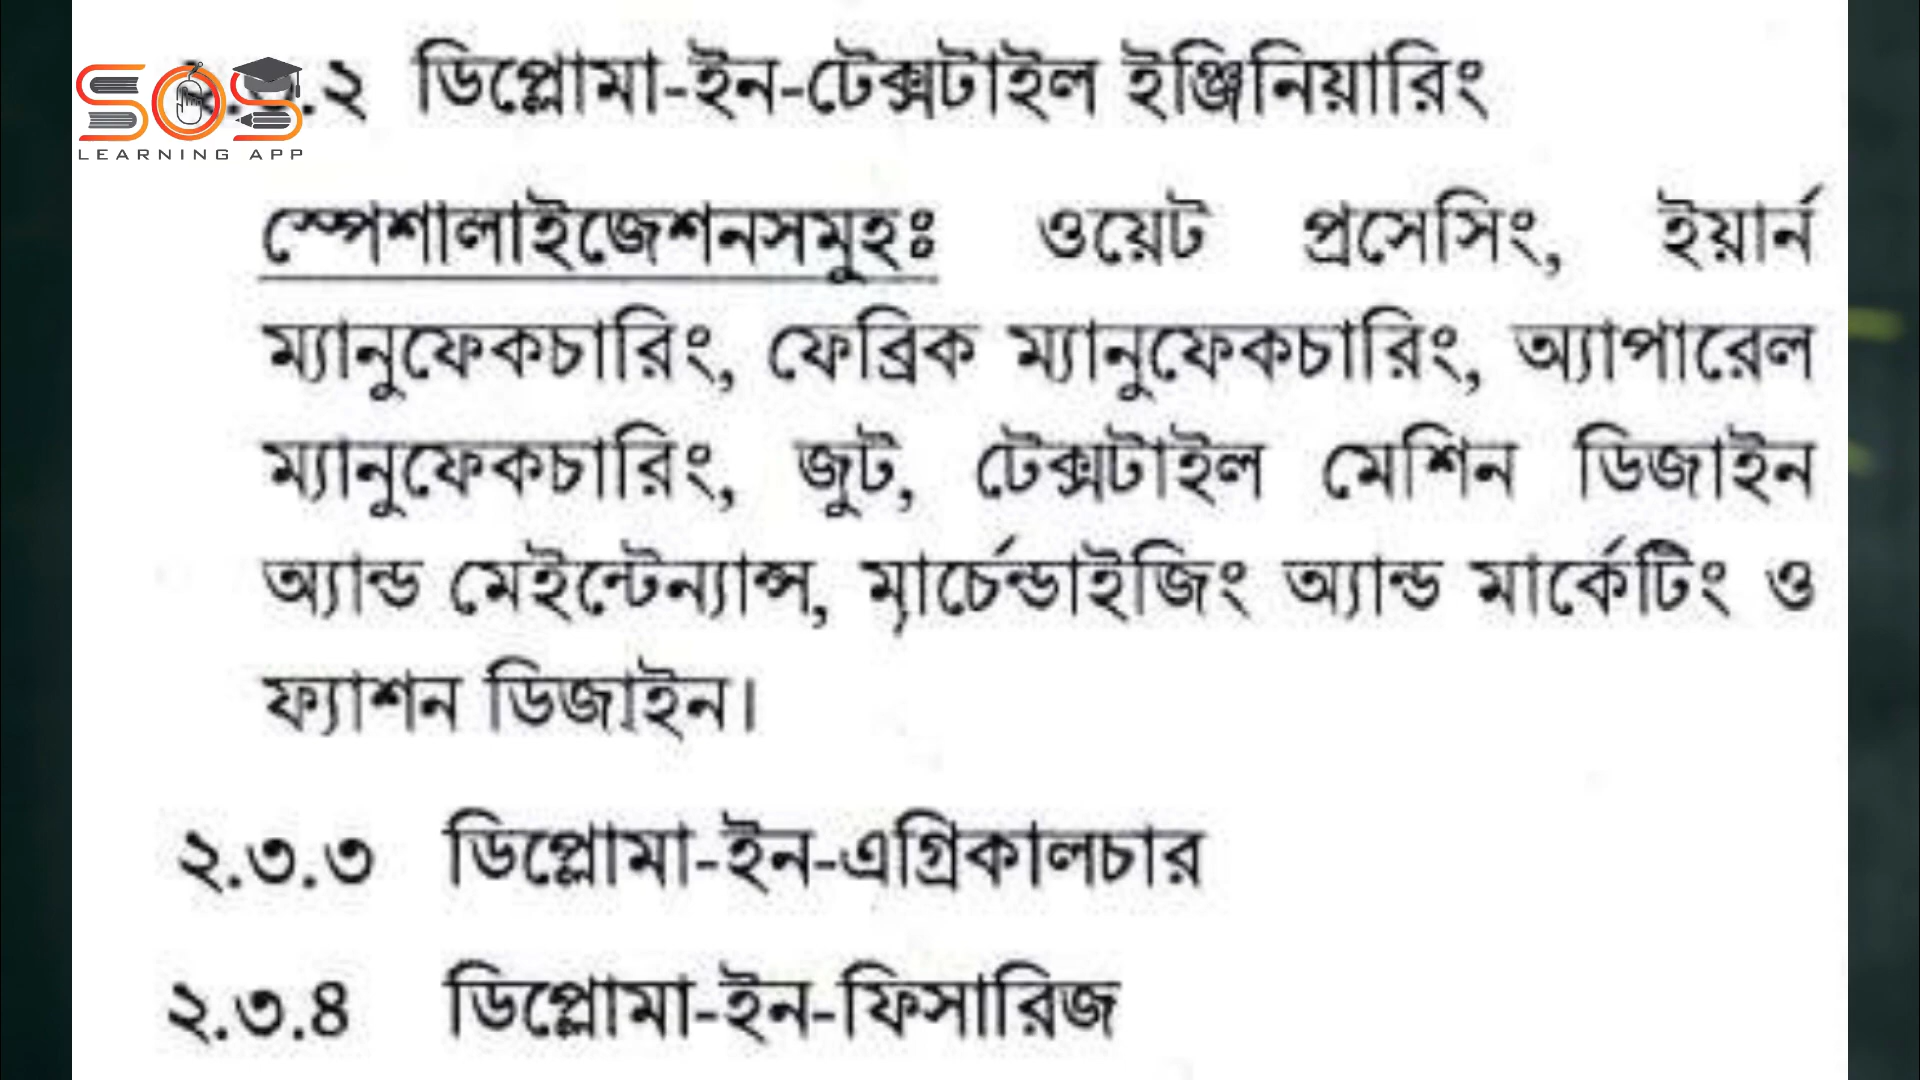 SOS
LEARNING APP
.২ ডিপ্লোমা-ইন-টেক্সটাইল ইঞ্জিনিয়ারিং
স্পেশালাইজেশনসমুহঃ ওয়েট প্রসেসিং, ইয়ার্ন
ম্যানুফেকচারিং, ফেব্রিক ম্যানুফেকচারিং, অ্যাপারেল
ম্যানুফেকচারিং, জুট, টেক্সটাইল মেশিন ডিজাইন
অ্যান্ড মেইন্টেন্যান্স, মার্চেন্ডাইজিং অ্যান্ড মার্কেটিং ও
ফ্যাশন ডিজাইন।
২.৩.৩ ডিপ্লোমা-ইন-এগ্রিকালচার
২.৩.৪ ডিপ্লোমা-ইন-ফিসারিজ